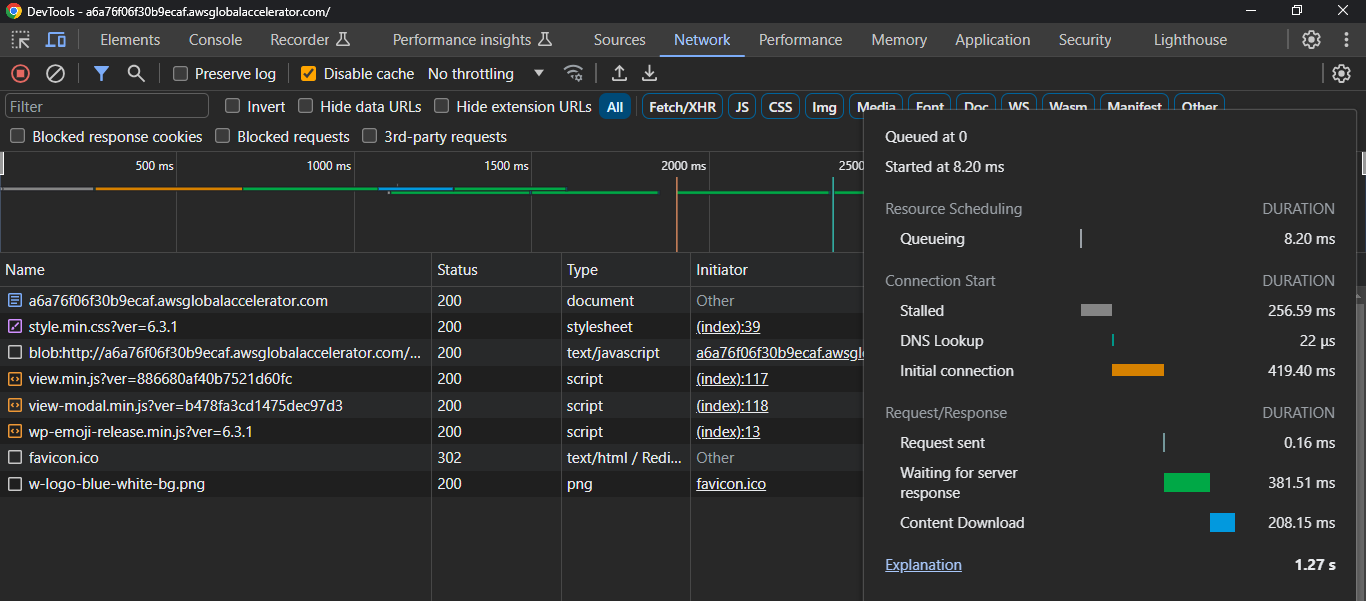 DevTools - a6a76f06f30b9ecaf.awsglobalaccelerator.com/
Elements Console Recorder Performance insights Sources Network Performance Memory Application Security Lighthouse
Preserve log Disable cache No throttling
Filter Invert Hide data URLs Hide extension URLs All Fetch/XHR JS CSS Img Media Font Doc WS Wasm Manifest Other
Blocked response cookies Blocked requests 3rd-party requests
500 ms 1000 ms 1500 ms 2000 ms 2500
Name Status Type Initiator
a6a76f06f30b9ecaf.awsglobalaccelerator.com 200 document Other
style.min.css?ver=6.3.1 200 stylesheet (index):39
blob:http://a6a76f06f30b9ecaf.awsglobalaccelerator.com/... 200 text/javascript a6a76f06f30b9ecaf.awsgl
view.min.js?ver=886680af40b7521d60fc 200 script (index):117
view-modal.min.js?ver=b478fa3cd1475dec97d3 200 script (index):118
wp-emoji-release.min.js?ver=6.3.1 200 script (index):13
favicon.ico 302 text/html / Redi... Other
w-logo-blue-white-bg.png 200 png favicon.ico
Queued at 0
Started at 8.20 ms
Resource Scheduling DURATION
Queueing 8.20 ms
Connection Start DURATION
Stalled 256.59 ms
DNS Lookup 22 μs
Initial connection 419.40 ms
Request/Response DURATION
Request sent 0.16 ms
Waiting for server
response 381.51 ms
Content Download 208.15 ms
Explanation 1.27 s